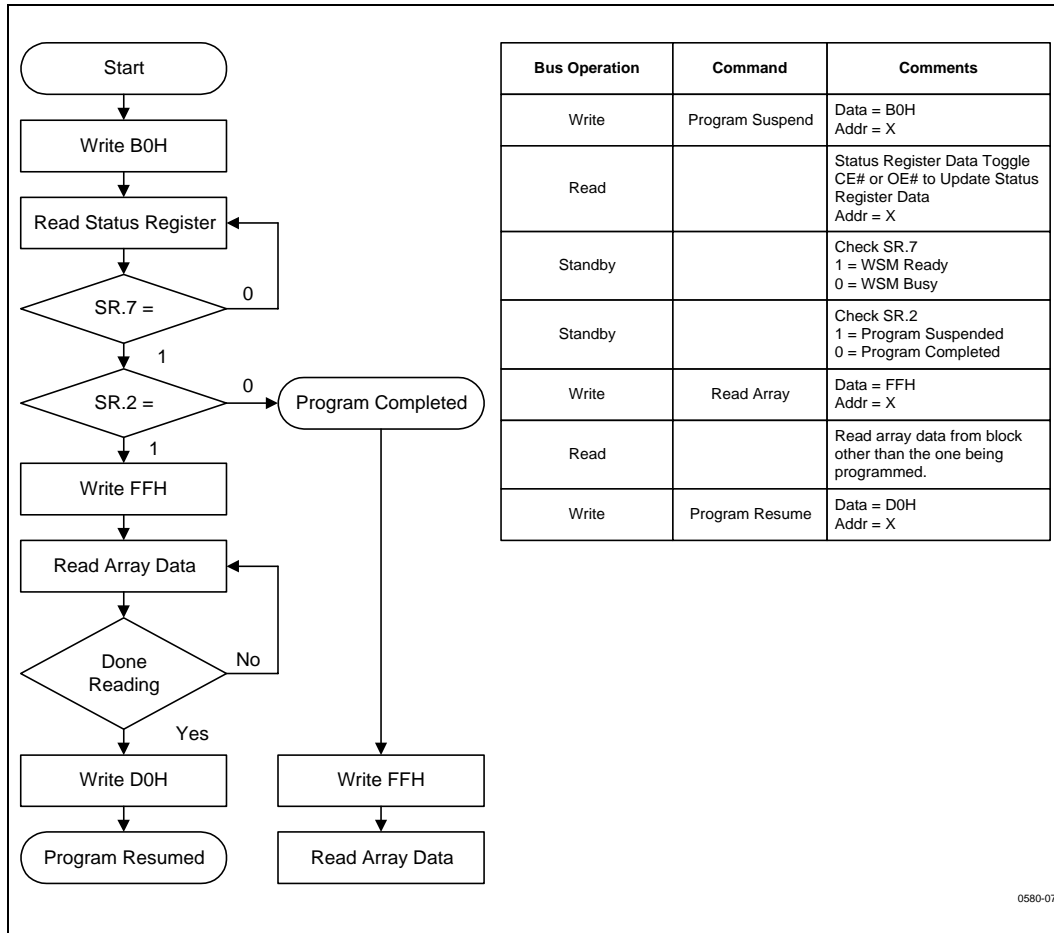 Start
Write B0H
Read Status Register
SR.7 =
0
1
SR.2 =
0
Program Completed
1
Write FFH
Read Array Data
Done
Reading
No
Yes
Write D0H
Write FFH
Program Resumed
Read Array Data
Bus Operation Command Comments
Write Program Suspend Data = B0H
Addr = X
Read Status Register Data Toggle
CE# or OE# to Update Status
Register Data
Addr = X
Standby Check SR.7
1 = WSM Ready
0 = WSM Busy
Standby Check SR.2
1 = Program Suspended
0 = Program Completed
Write Read Array Data = FFH
Addr = X
Read Read array data from block
other than the one being
programmed.
Write Program Resume Data = D0H
Addr = X
0580-07